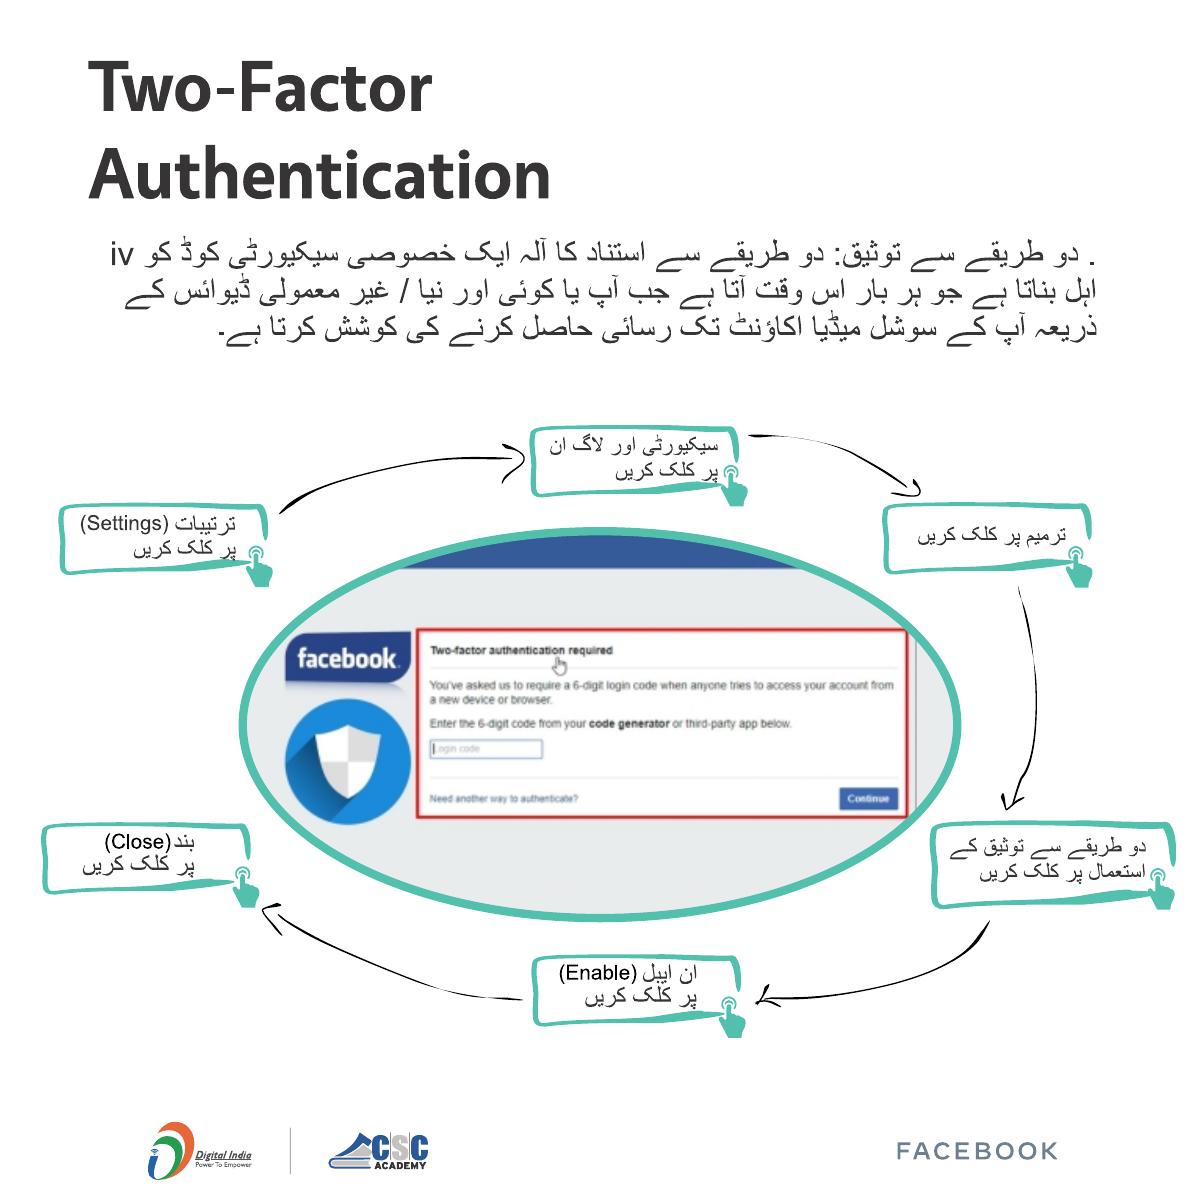 Two-Factor
Authentication
iv. دو طریقے سے توثیق: دو طریقے سے استناد کا آلہ ایک خصوصی سیکیورٹی کوڈ کو
اہل بناتا ہے جو ہر بار اس وقت آتا ہے جب آپ یا کوئی اور نیا / غیر معمولی ڈیوائس کے
ذریعہ آپ کے سوشل میڈیا اکاؤنٹ تک رسائی حاصل کرنے کی کوشش کرتا ہے۔
ترتیبات (Settings)
پر کلک کریں
سیکیورٹی اور لاگ ان
پر کلک کریں
ترمیم پر کلک کریں
دو طریقے سے توثیق کے
استعمال پر کلک کریں
ان ایبل (Enable)
پر کلک کریں
بند (Close)
پر کلک کریں
facebook
Two-factor authentication required
You've asked us to require a 6-digit login code when anyone tries to access your account from
a new device or browser.
Enter the 6-digit code from your code generator or third-party app below.
Login code
Need another way to authenticate?
Continue
Digital India
Power To Empower
CSC
ACADEMY
FACEBOOK